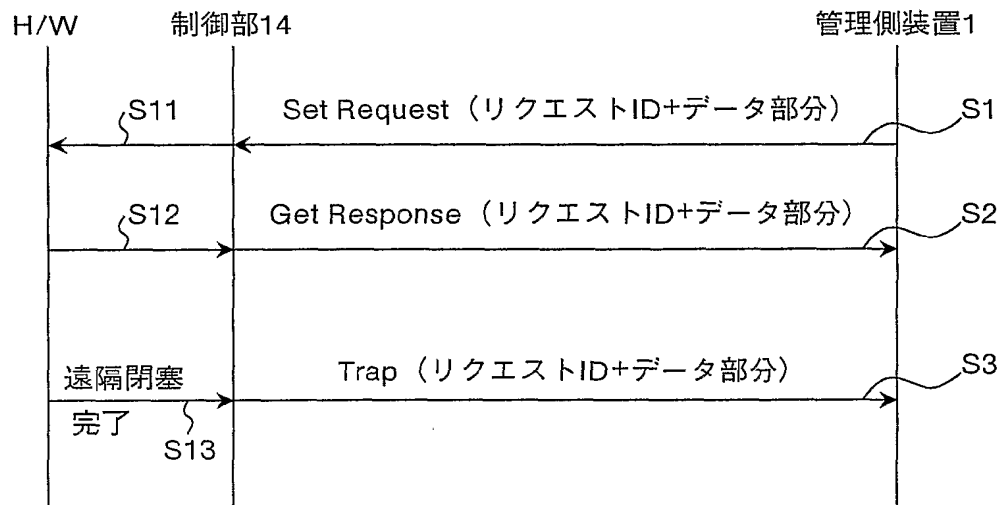 H/W 制御部14 管理側装置1
S11 Set Request（リクエストID+データ部分） S1
S12 Get Response（リクエストID+データ部分） S2
遠隔閉塞 Trap（リクエストID+データ部分） S3
完了
S13